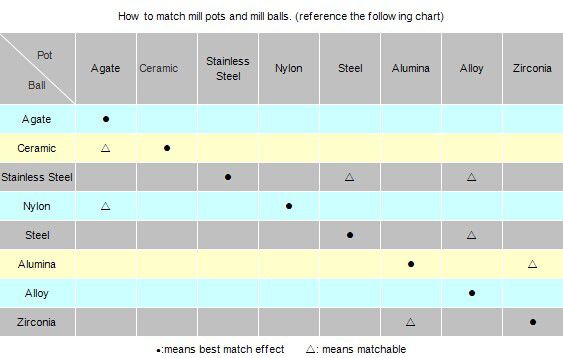 How to match mill pots and mill balls. (reference the following chart)
Pot
Ball
Agate
Ceramic
Stainless
Steel
Nylon
Steel
Alumina
Alloy
Zirconia
Agate ●
Ceramic △ ●
Stainless Steel ● △ △
Nylon △ ●
Steel ● △
Alumina ● △
Alloy ●
Zirconia △ ●
●:means best match effect △: means matchable